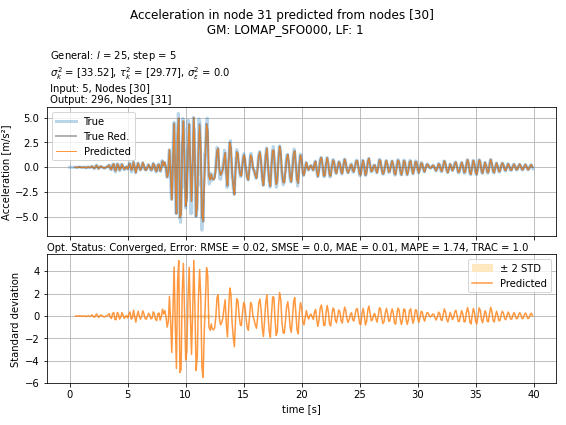 Acceleration in node 31 predicted from nodes [30]
GM: LOMAP_SFO000, LF: 1
General: l = 25, step = 5
σ²ₖ = [33.52], τ²ₖ = [29.77], σ²ε = 0.0
Input: 5, Nodes [30]
Output: 296, Nodes [31]
True
True Red.
Predicted
Acceleration [m/s²]
5.0
2.5
0.0
−2.5
−5.0
Opt. Status: Converged, Error: RMSE = 0.02, SMSE = 0.0, MAE = 0.01, MAPE = 1.74, TRAC = 1.0
± 2 STD
Predicted
Standard deviation
4
2
0
−2
−4
−6
0 5 10 15 20 25 30 35 40
time [s]